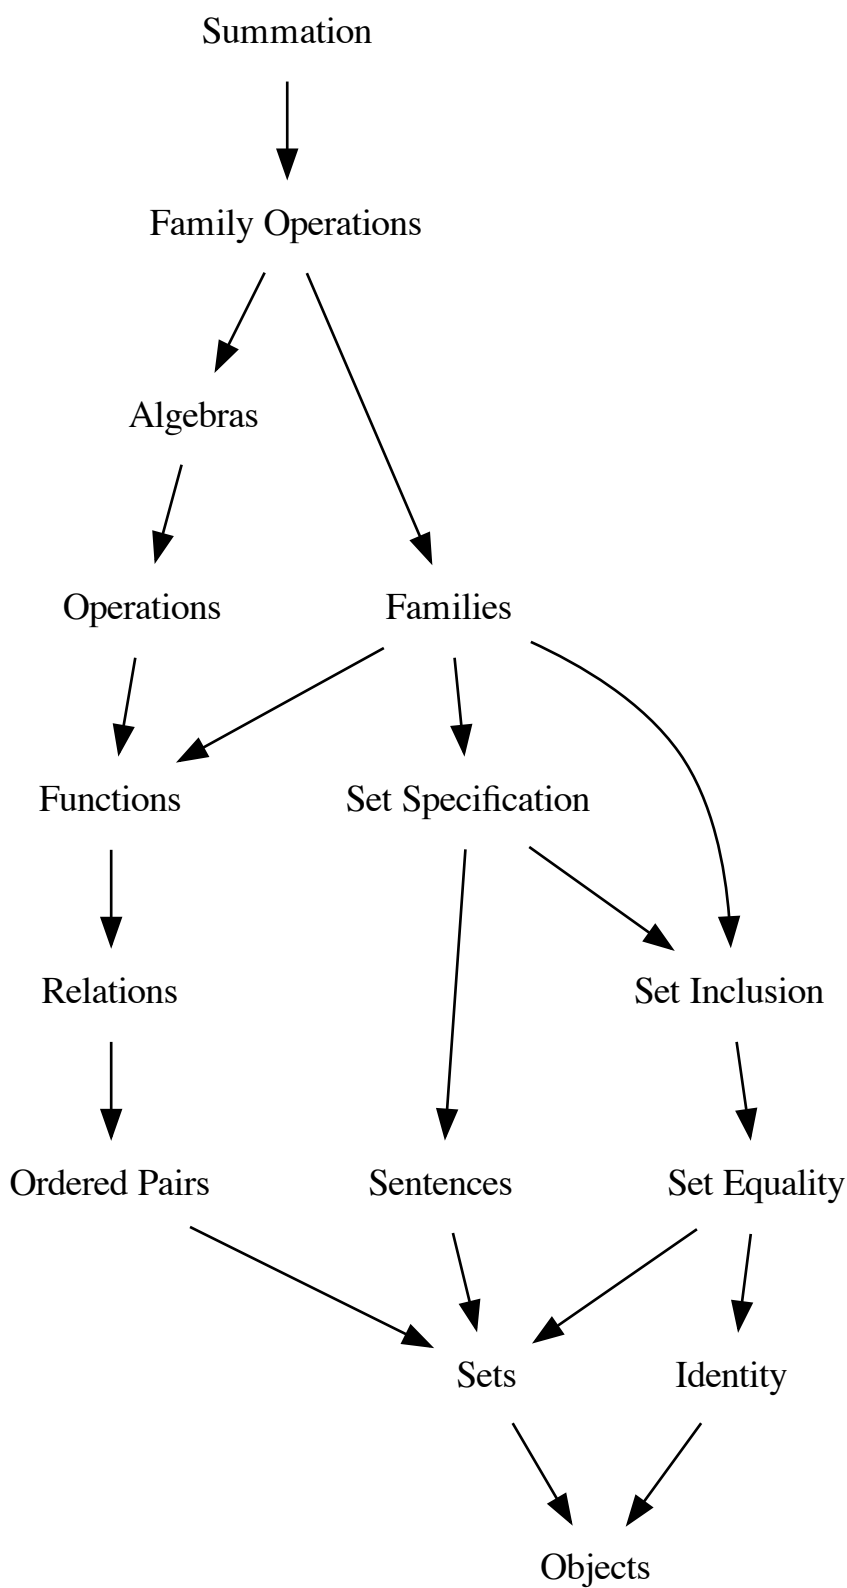 Summation
Family Operations
Algebras
Operations
Families
Functions
Set Specification
Relations
Set Inclusion
Ordered Pairs
Sentences
Set Equality
Sets
Identity
Objects